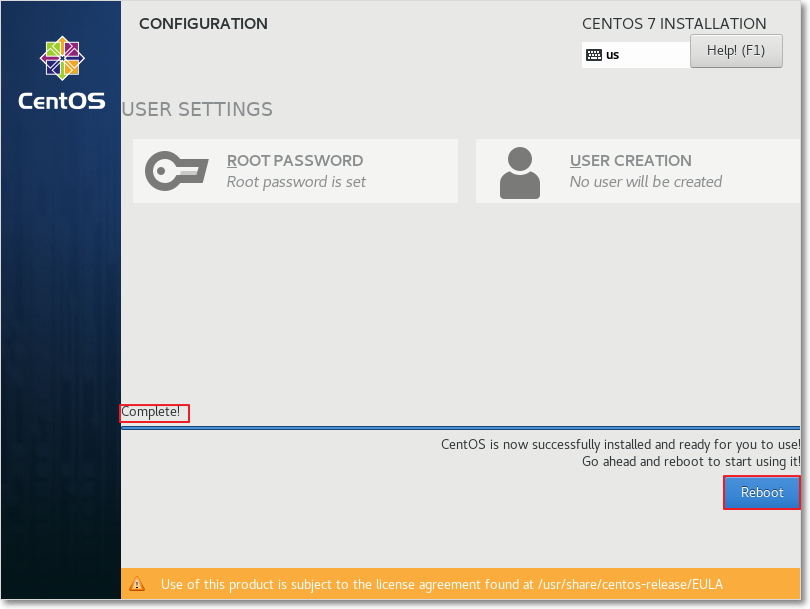 CONFIGURATION
CENTOS 7 INSTALLATION
us
Help! (F1)
CentOS
USER SETTINGS
ROOT PASSWORD
Root password is set
USER CREATION
No user will be created
Complete!
CentOS is now successfully installed and ready for you to use!
Go ahead and reboot to start using it!
Reboot
Use of this product is subject to the license agreement found at /usr/share/centos-release/EULA